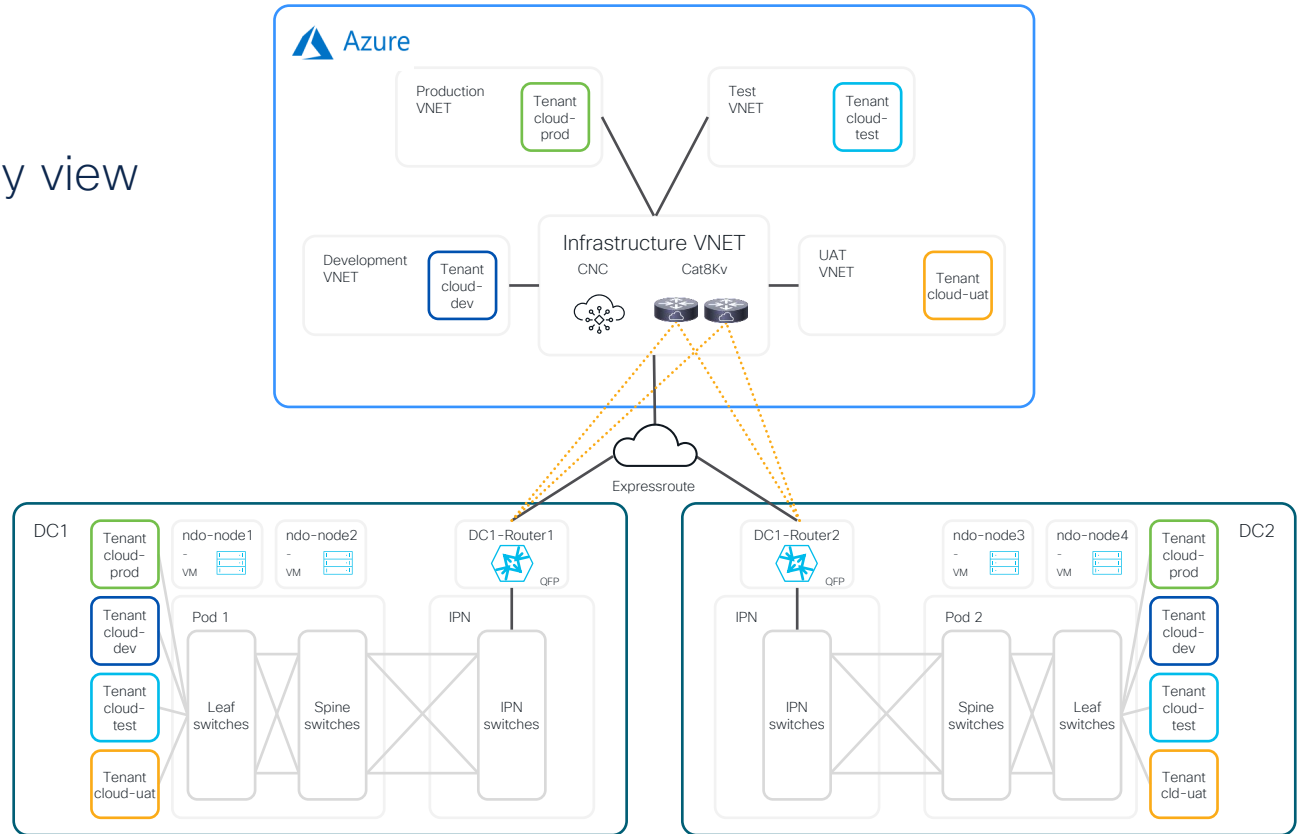 y view
Azure
Production
VNET
Tenant
cloud-
prod
Test
VNET
Tenant
cloud-
test
Development
VNET
Tenant
cloud-
dev
Infrastructure VNET
CNC
Cat8Kv
UAT
VNET
Tenant
cloud-uat
Expressroute
DC1
Tenant
cloud-
prod
Tenant
cloud-
dev
Tenant
cloud-
test
Tenant
cloud-uat
ndo-node1
-
VM
ndo-node2
-
VM
DC1-Router1
QFP
Pod 1
Leaf
switches
Spine
switches
IPN
IPN
switches
DC1-Router2
QFP
ndo-node3
-
VM
ndo-node4
-
VM
DC2
IPN
IPN
switches
Pod 2
Spine
switches
Leaf
switches
Tenant
cloud-
prod
Tenant
cloud-
dev
Tenant
cloud-
test
Tenant
cld-uat